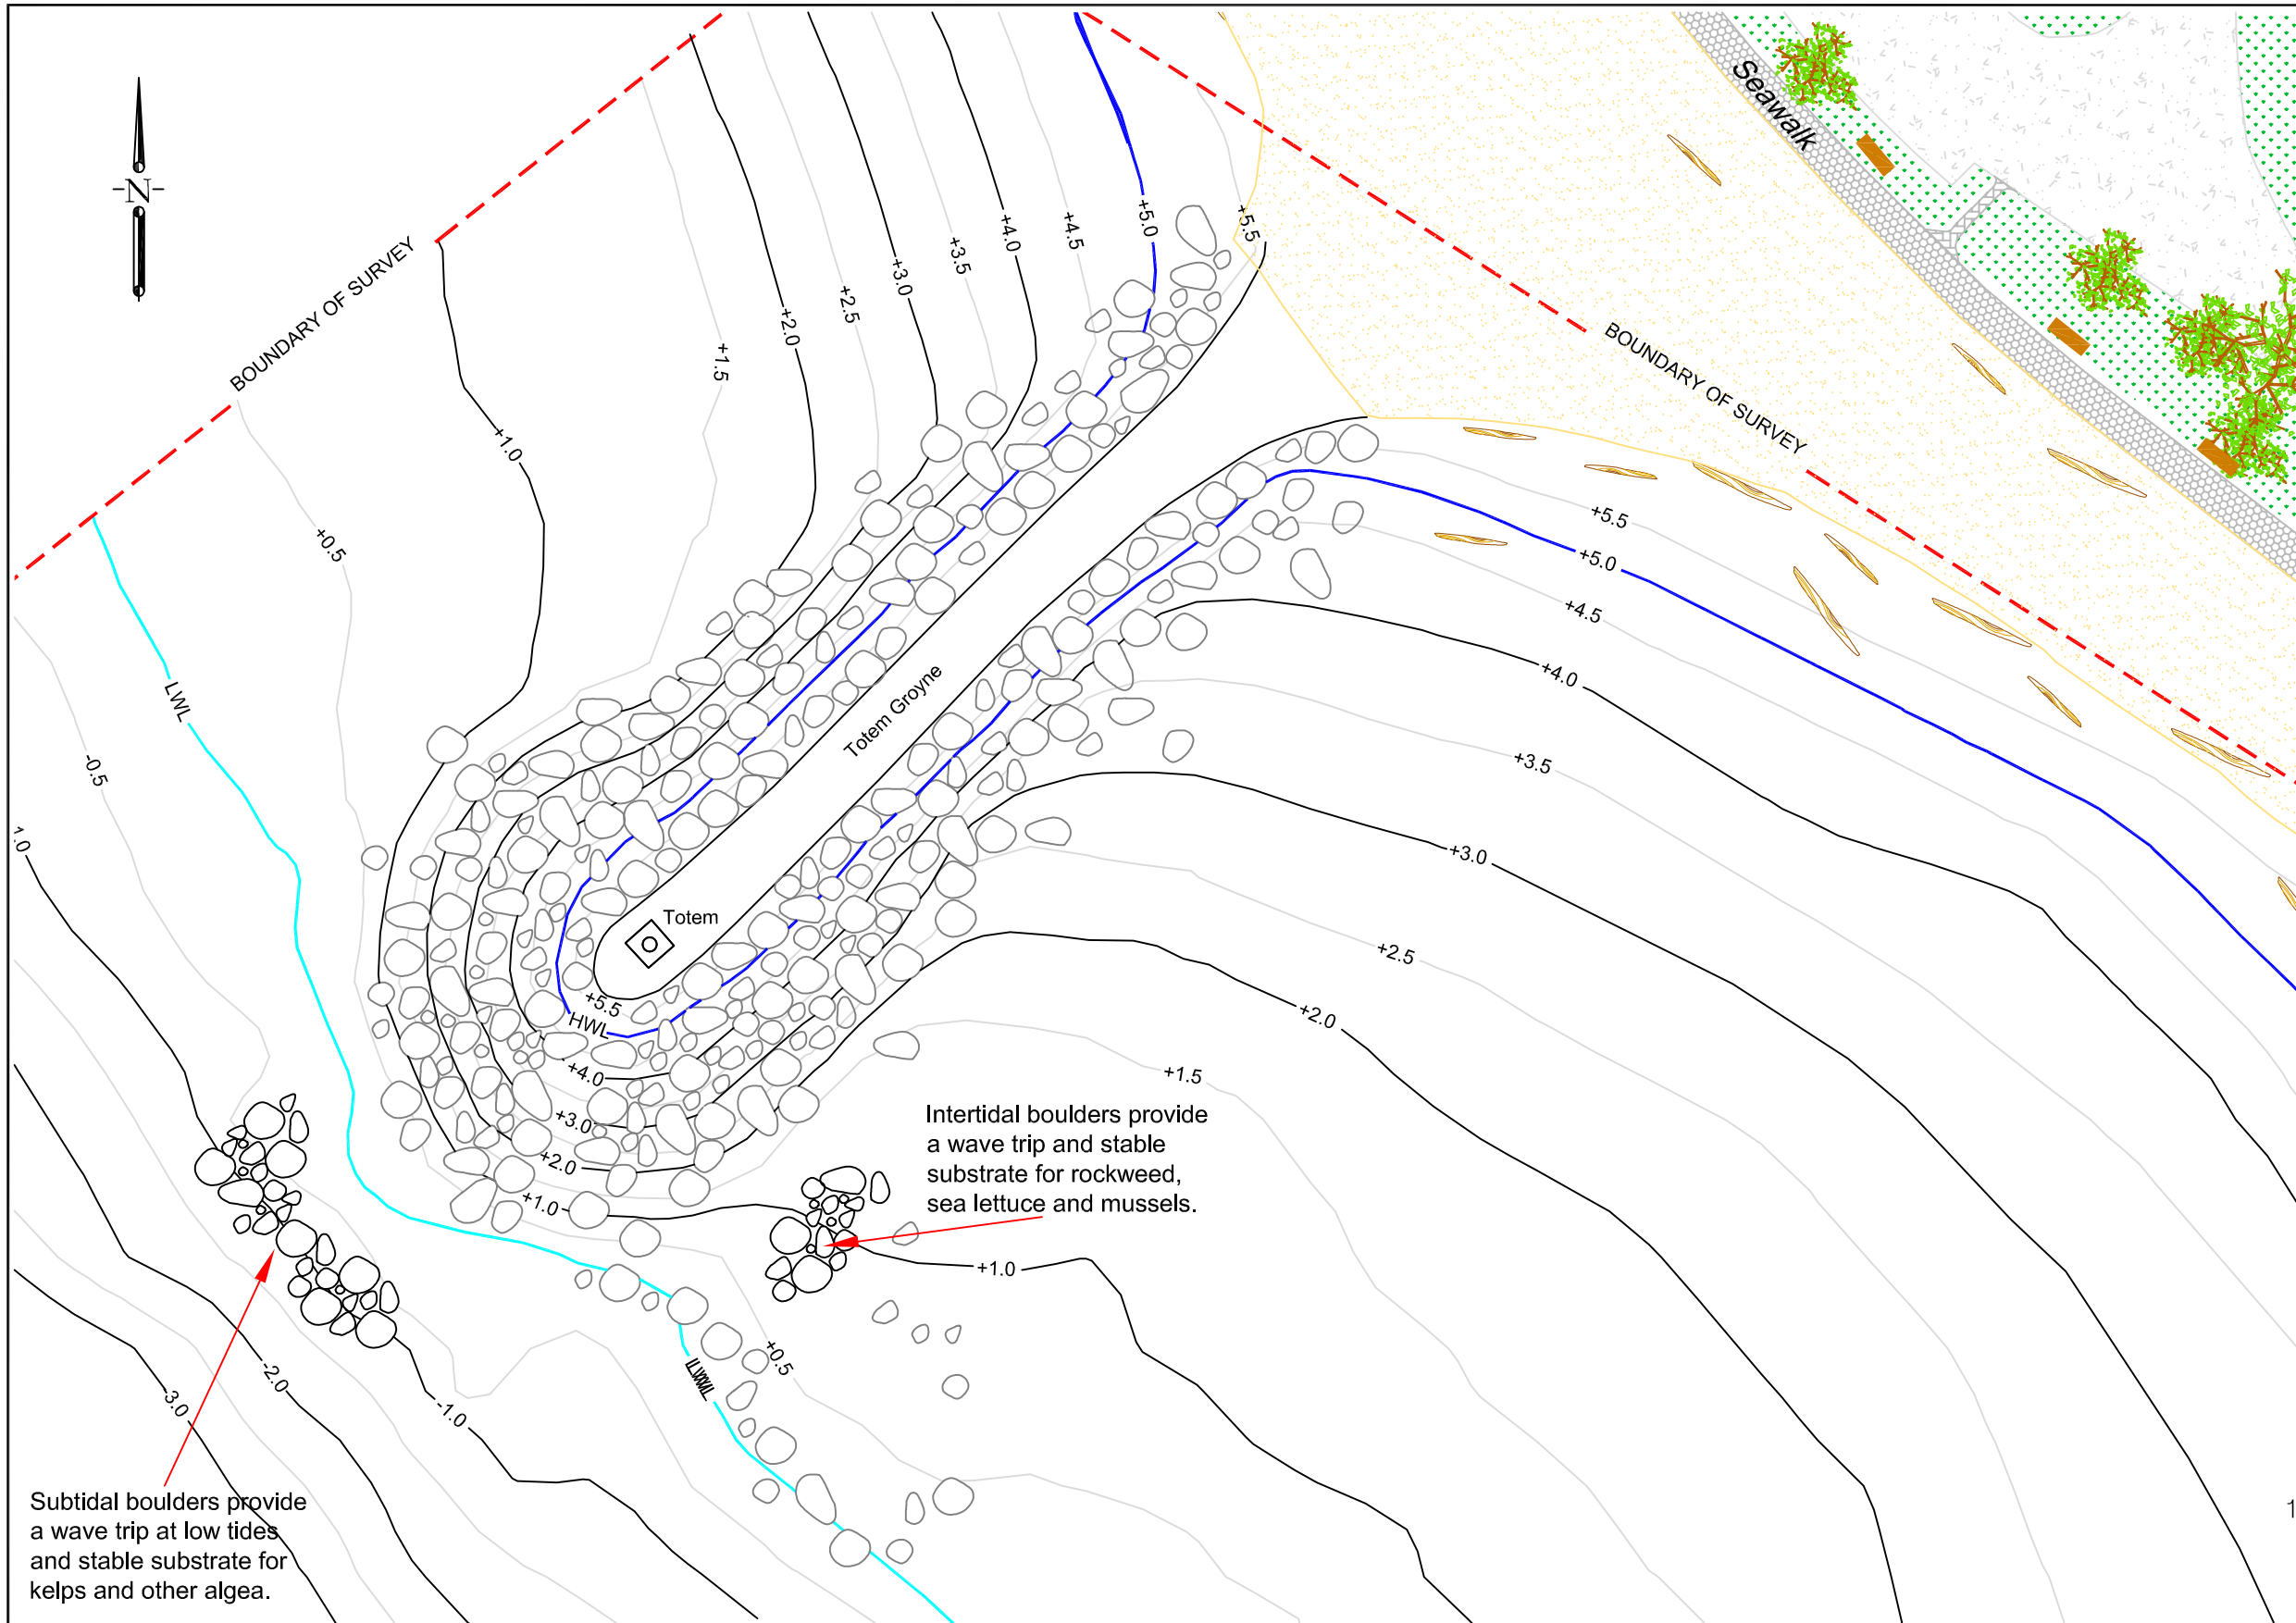 Seawalk
-N-
BOUNDARY OF SURVEY
BOUNDARY OF SURVEY
+5.5
+5.0
+4.5
+4.0
+3.5
+3.0
+2.5
+2.0
+1.5
+1.0
+0.5
LWL
-0.5
1.0
+5.5
+5.0
+4.5
+4.0
+3.5
+3.0
+2.5
+2.0
+1.5
+1.0
+0.5
Totem Groyne
Totem
+5.5
HWL
+4.0
+3.0
+2.0
+1.0
Intertidal boulders provide
a wave trip and stable
substrate for rockweed,
sea lettuce and mussels.
-2.0
-1.0
3.0
Subtidal boulders provide
a wave trip at low tides
and stable substrate for
kelps and other algea.
1